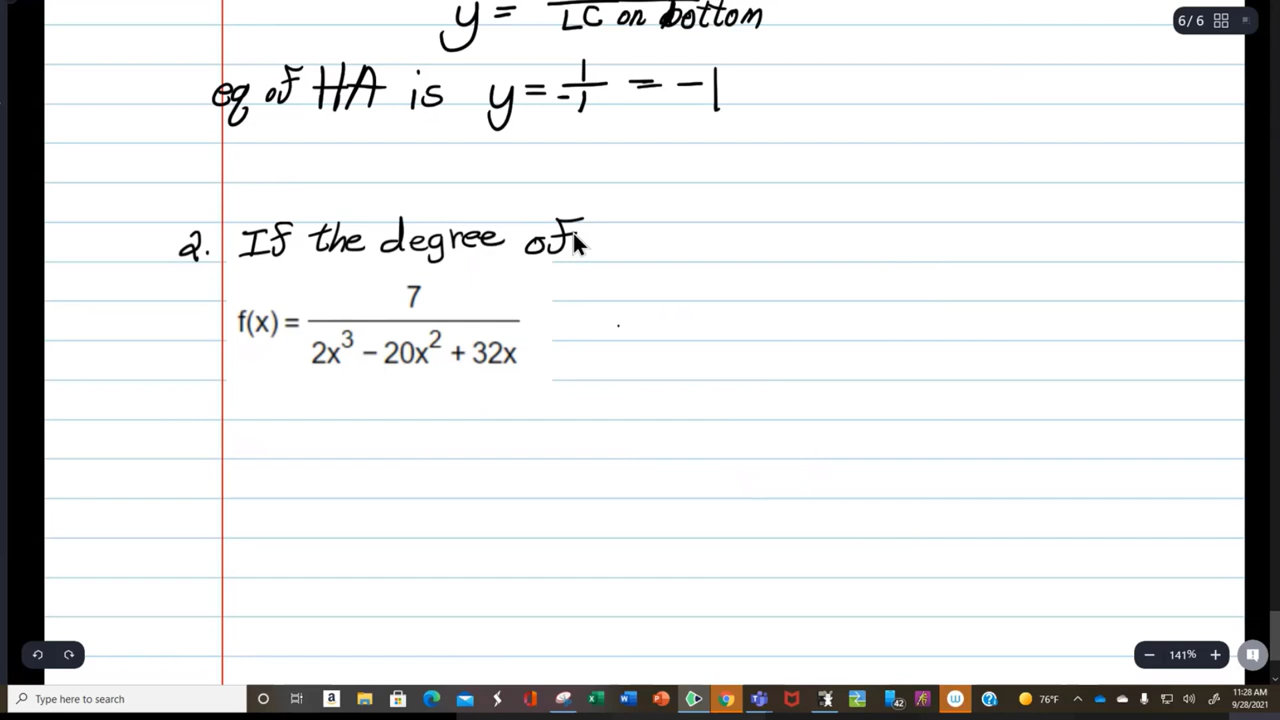 6/6
y = LC on bottom
eq of HA is y = 1/-1 = -1
2. If the degree of
f(x) = 7/(2x^3 − 20x^2 + 32x)
141%
Type here to search
42
76°F
11:28 AM
9/28/2021